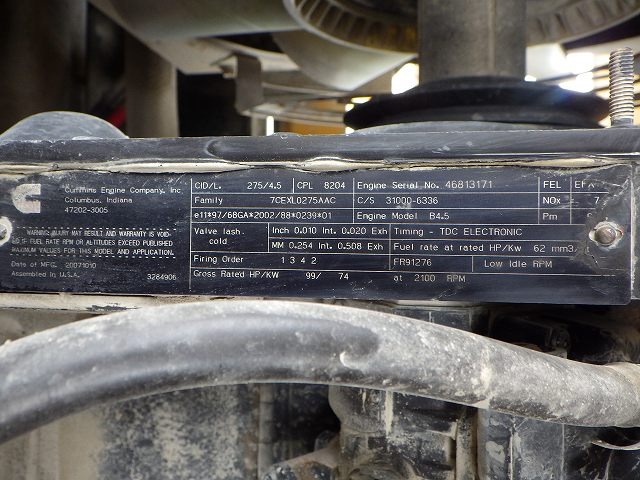 Cummins Engine Company, Inc
Columbus, Indiana
47202-3005
WARNING: INJURY MAY RESULT AND WARRANTY IS VOID
IF FUEL RATE RPM OR ALTITUDES EXCEED PUBLISHED
MAXIMUM VALUES FOR THIS MODEL AND APPLICATION.
Date of MFG. 20071010
Assembled in U.S.A. 3284906
CID/L. 275/4.5 CPL 8204 Engine Serial No. 46813171 FEL
Family 7CEXL0275AAC C/S 31000-6336 NOx 7
e11*97/68GA*2002/88*0239*01 Engine Model B4.5 Pm
Valve lash. Inch 0.010 Int. 0.020 Exh Timing - TDC ELECTRONIC
cold MM 0.254 Int. 0.508 Exh Fuel rate at rated HP/Kw 62 mm3/
Firing Order 1 3 4 2 FR91276 Low Idle RPM
Gross Rated HP/KW 99/ 74 at 2100 RPM